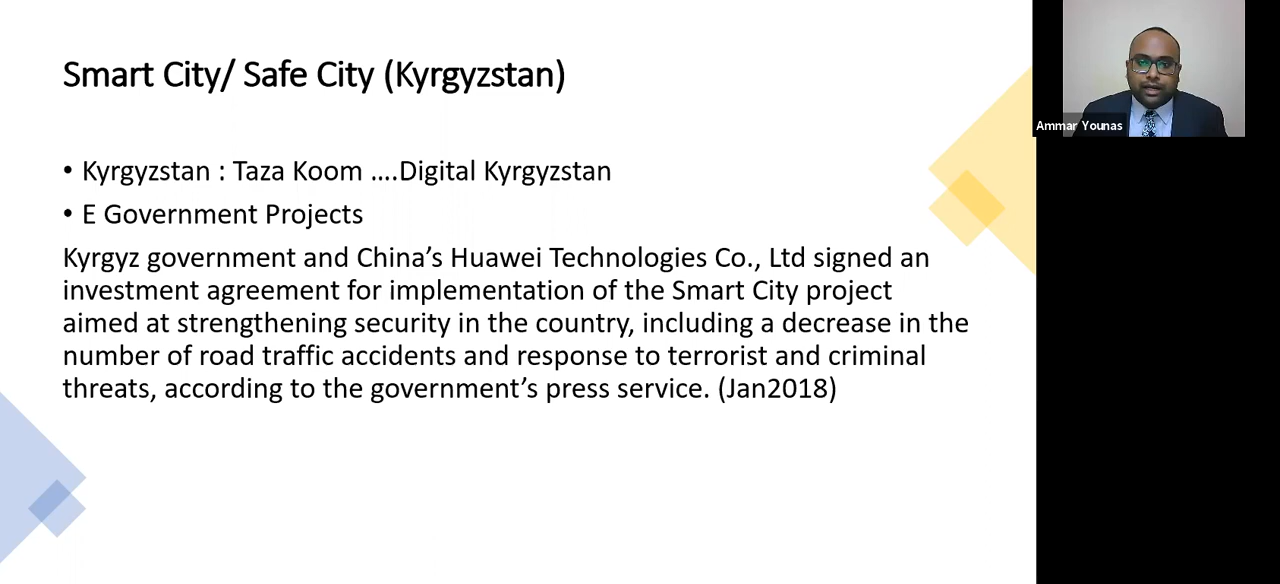 Smart City/ Safe City (Kyrgyzstan)
• Kyrgyzstan : Taza Koom ....Digital Kyrgyzstan
• E Government Projects
Kyrgyz government and China’s Huawei Technologies Co., Ltd signed an
investment agreement for implementation of the Smart City project
aimed at strengthening security in the country, including a decrease in the
number of road traffic accidents and response to terrorist and criminal
threats, according to the government’s press service. (Jan2018)
Ammar Younas